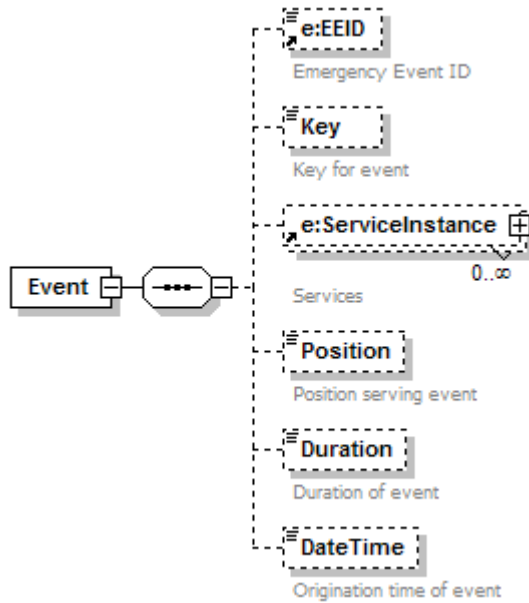 e:EEID
Emergency Event ID
Key
Key for event
e:ServiceInstance
0..∞
Services
Event
Position
Position serving event
Duration
Duration of event
DateTime
Origination time of event